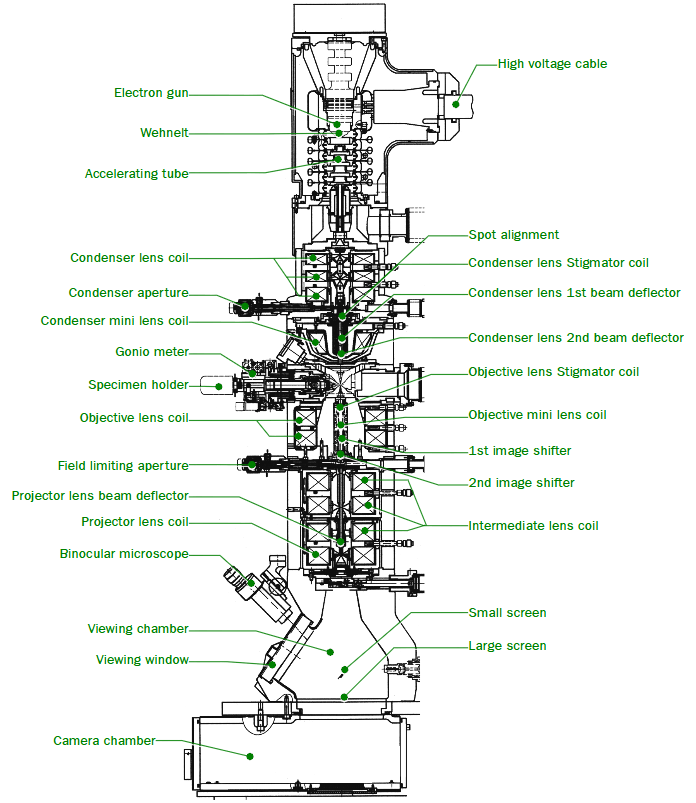 High voltage cable
Electron gun
Wehnelt
Accelerating tube
Spot alignment
Condenser lens coil
Condenser lens Stigmator coil
Condenser aperture
Condenser lens 1st beam deflector
Condenser mini lens coil
Condenser lens 2nd beam deflector
Gonio meter
Objective lens Stigmator coil
Specimen holder
Objective lens coil
Objective mini lens coil
1st image shifter
Field limiting aperture
2nd image shifter
Projector lens beam deflector
Projector lens coil
Intermediate lens coil
Binocular microscope
Small screen
Viewing chamber
Large screen
Viewing window
Camera chamber